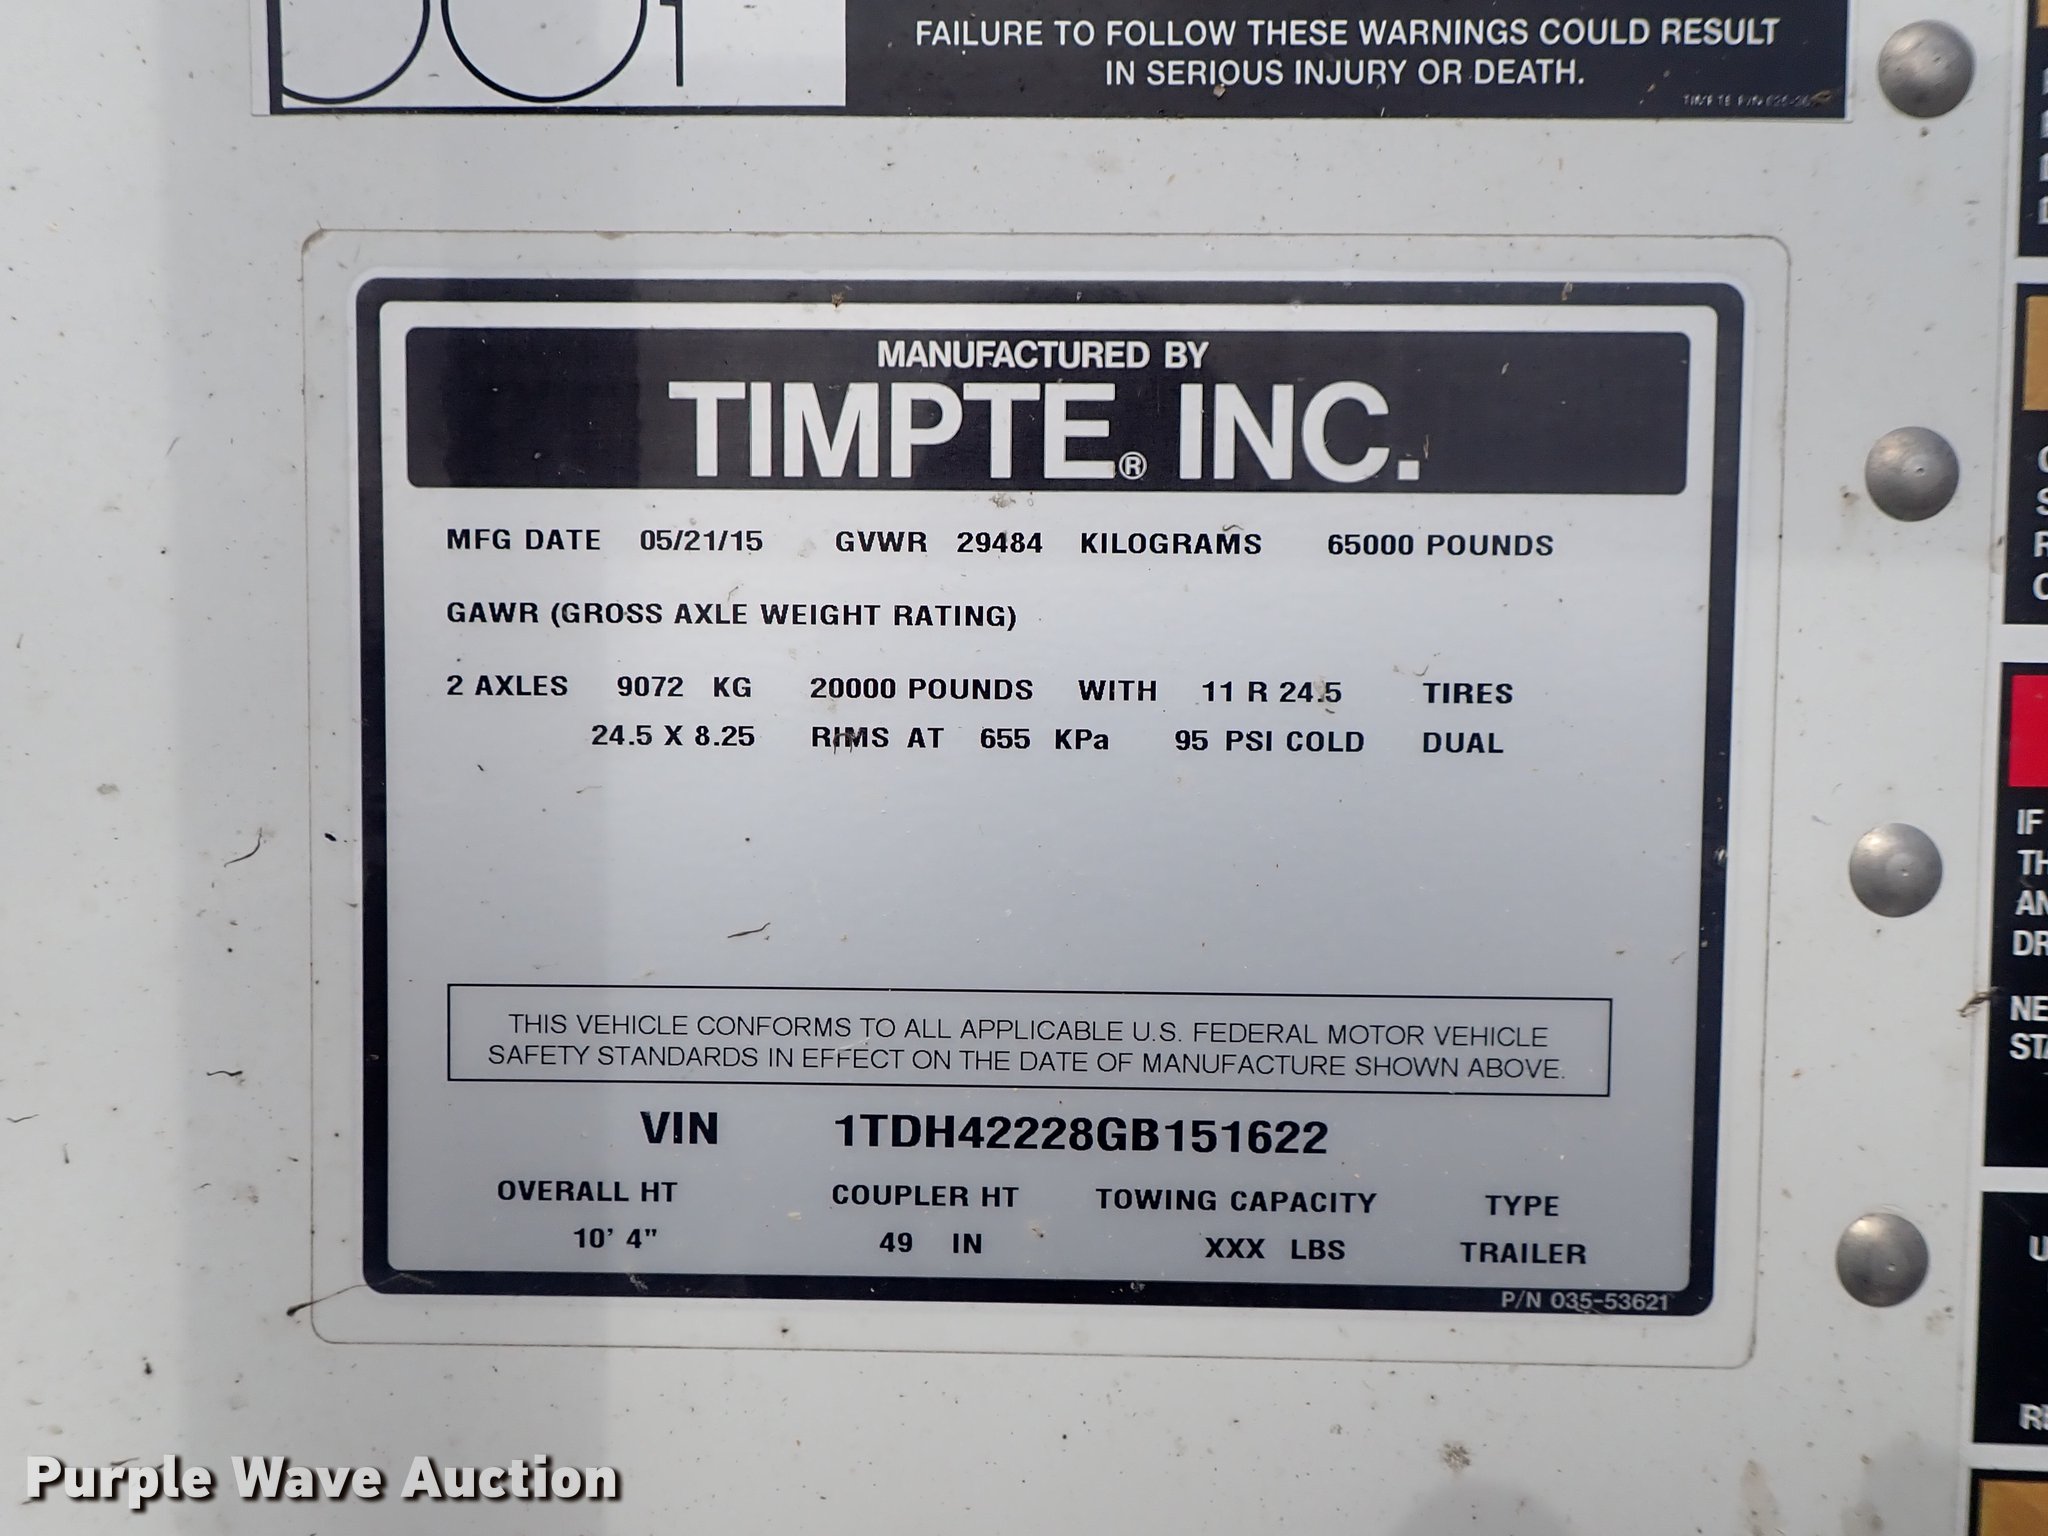 FAILURE TO FOLLOW THESE WARNINGS COULD RESULT
IN SERIOUS INJURY OR DEATH.
MANUFACTURED BY
TIMPTE® INC.
MFG DATE 05/21/15 GVWR 29484 KILOGRAMS 65000 POUNDS
GAWR (GROSS AXLE WEIGHT RATING)
2 AXLES 9072 KG 20000 POUNDS WITH 11 R 24.5 TIRES
24.5 X 8.25 RIMS AT 655 KPa 95 PSI COLD DUAL
THIS VEHICLE CONFORMS TO ALL APPLICABLE U.S. FEDERAL MOTOR VEHICLE
SAFETY STANDARDS IN EFFECT ON THE DATE OF MANUFACTURE SHOWN ABOVE.
VIN 1TDH42228GB151622
OVERALL HT COUPLER HT TOWING CAPACITY TYPE
10' 4" 49 IN XXX LBS TRAILER
P/N 035-53621
IF
Purple Wave Auction